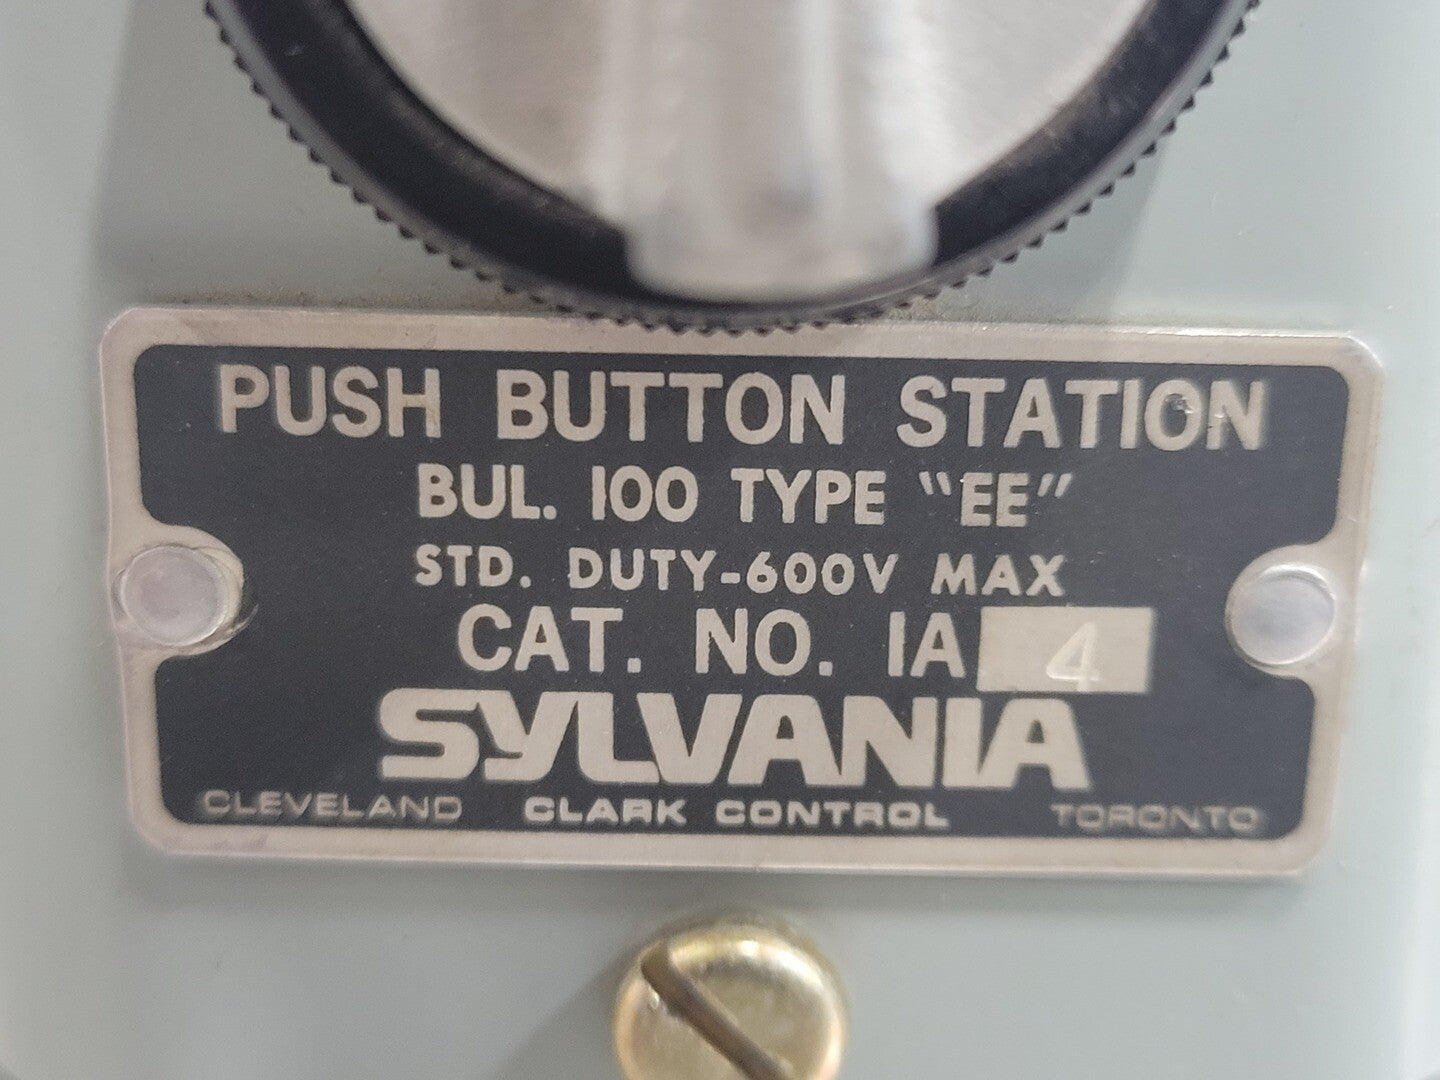 PUSH BUTTON STATION
BUL. 100 TYPE "EE"
STD. DUTY-600V MAX
CAT. NO. IA 4
SYLVANIA
CLEVELAND CLARK CONTROL TORONTO